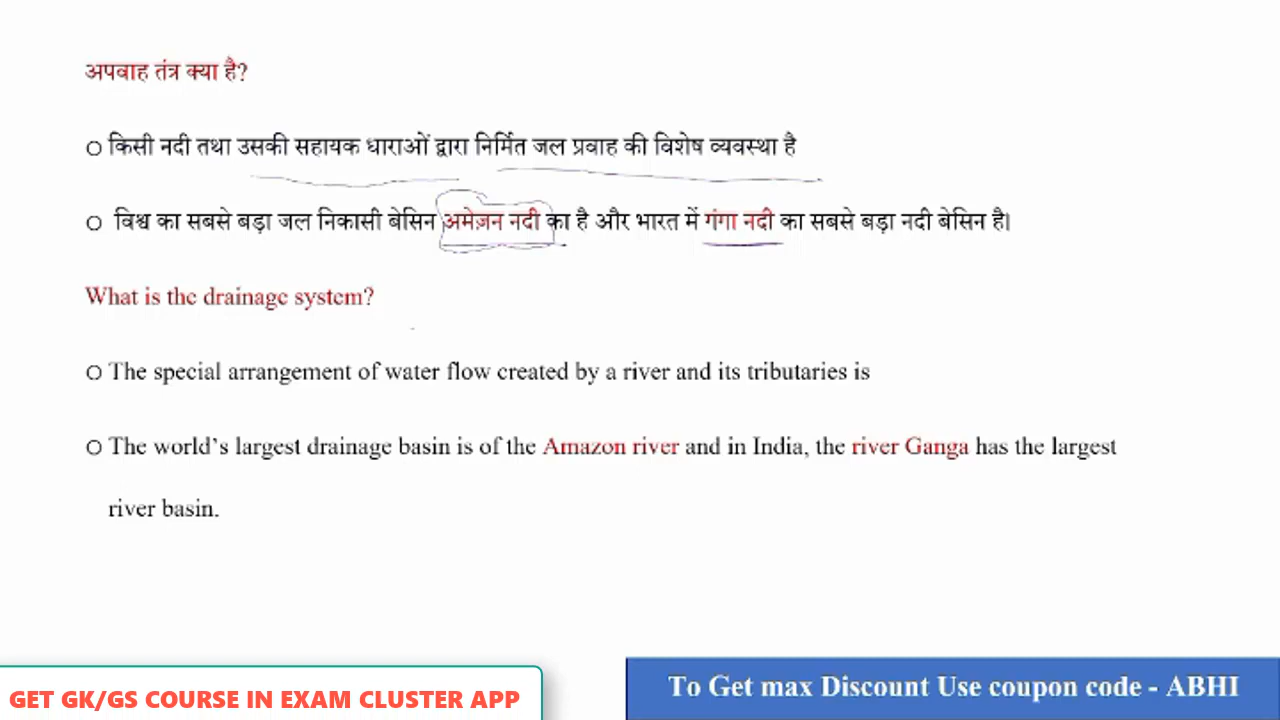 अपवाह तंत्र क्या है?
○ किसी नदी तथा उसकी सहायक धाराओं द्वारा निर्मित जल प्रवाह की विशेष व्यवस्था है
○ विश्व का सबसे बड़ा जल निकासी बेसिन अमेज़न नदी का है और भारत में गंगा नदी का सबसे बड़ा नदी बेसिन है।
What is the drainage system?
○ The special arrangement of water flow created by a river and its tributaries is
○ The world's largest drainage basin is of the Amazon river and in India, the river Ganga has the largest
river basin.
GET GK/GS COURSE IN EXAM CLUSTER APP
To Get max Discount Use coupon code - ABHI